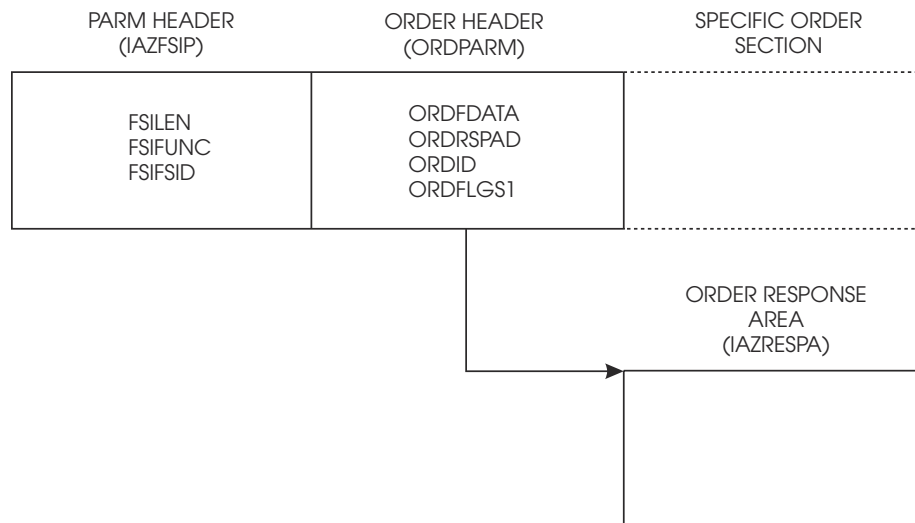 PARM HEADER
(IAZFSIP)
ORDER HEADER
(ORDPARM)
SPECIFIC ORDER
SECTION
FSILEN
FSIFUNC
FSIFSID
ORDFDATA
ORDRSPAD
ORDID
ORDFLGS1
ORDER RESPONSE
AREA
(IAZRESPA)